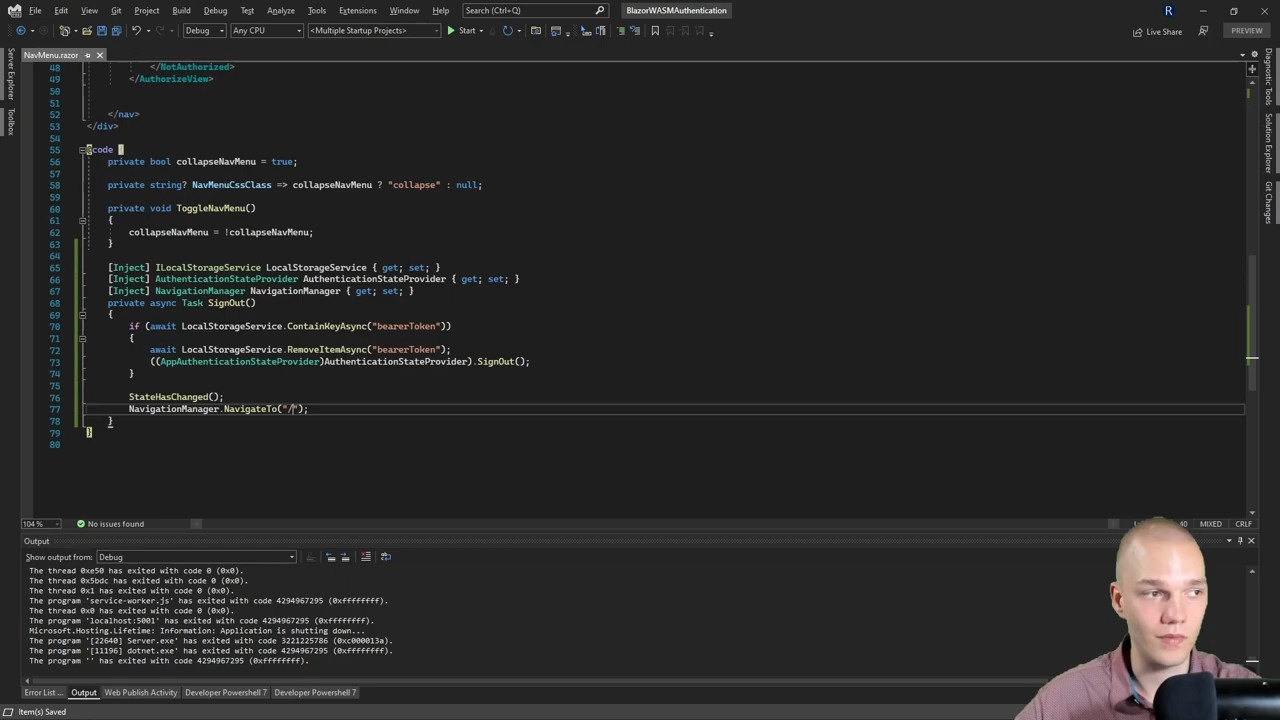 File Edit View Git Project Build Debug Test Analyze Tools Extensions Window Help Search (Ctrl+Q) BlazorWASMAuthentication R
Debug Any CPU <Multiple Startup Projects> Start Live Share PREVIEW
NavMenu.razor
Server Explorer
Toolbox
Diagnostic Tools
Solution Explorer
Git Changes
48 </NotAuthorized>
49 </AuthorizeView>
50
51
52 </nav>
53 </div>
54
55 @code {
56 private bool collapseNavMenu = true;
57
58 private string? NavMenuCssClass => collapseNavMenu ? "collapse" : null;
59
60 private void ToggleNavMenu()
61 {
62 collapseNavMenu = !collapseNavMenu;
63 }
64
65 [Inject] ILocalStorageService LocalStorageService { get; set; }
66 [Inject] AuthenticationStateProvider AuthenticationStateProvider { get; set; }
67 [Inject] NavigationManager NavigationManager { get; set; }
68 private async Task SignOut()
69 {
70 if (await LocalStorageService.ContainKeyAsync("bearerToken"))
71 {
72 await LocalStorageService.RemoveItemAsync("bearerToken");
73 ((AppAuthenticationStateProvider)AuthenticationStateProvider).SignOut();
74 }
75
76 StateHasChanged();
77 NavigationManager.NavigateTo("/");
78 }
79 }
80
104 % No issues found MIXED CRLF
Output
Show output from: Debug
The thread 0xe50 has exited with code 0 (0x0).
The thread 0x5bdc has exited with code 0 (0x0).
The thread 0x1 has exited with code 0 (0x0).
The program 'service-worker.js' has exited with code 4294967295 (0xffffffff).
The thread 0x0 has exited with code 0 (0x0).
The program 'localhost:5001' has exited with code 4294967295 (0xffffffff).
Microsoft.Hosting.Lifetime: Information: Application is shutting down...
The program '[22640] Server.exe' has exited with code 3221225786 (0xc000013a).
The program '[11196] dotnet.exe' has exited with code 4294967295 (0xffffffff).
The program '' has exited with code 4294967295 (0xffffffff).
Error List ... Output Web Publish Activity Developer Powershell 7 Developer Powershell 7
Item(s) Saved